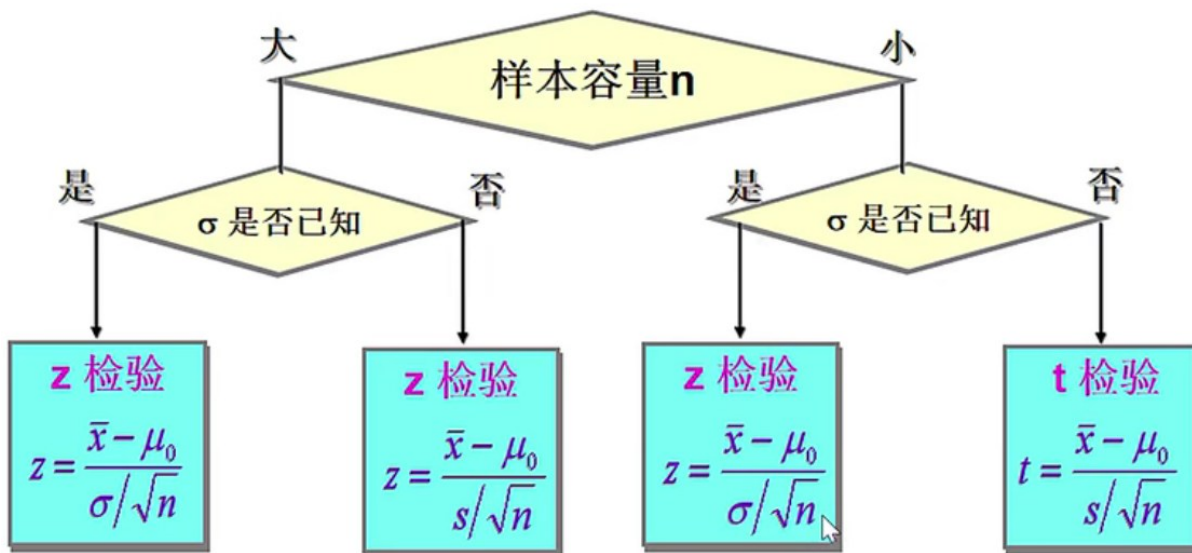 大
小
样本容量n
是
否
是
否
σ 是否已知
σ 是否已知
z 检验
z 检验
z 检验
t 检验
z = (x̄ − μ₀) / (σ/√n)
z = (x̄ − μ₀) / (s/√n)
z = (x̄ − μ₀) / (σ/√n)
t = (x̄ − μ₀) / (s/√n)